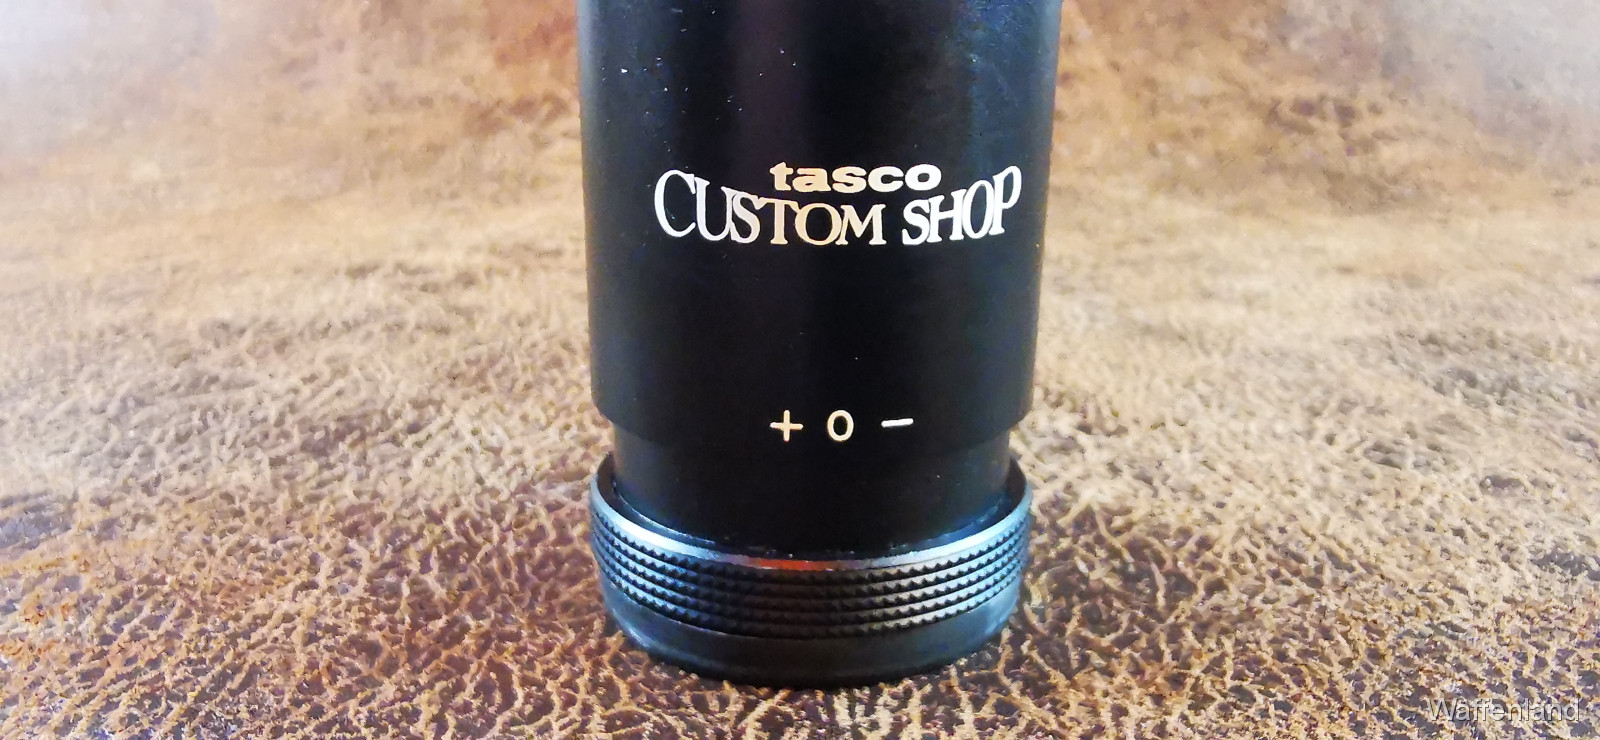 tasco
CUSTOM SHOP
+ 0 -
Waffenland